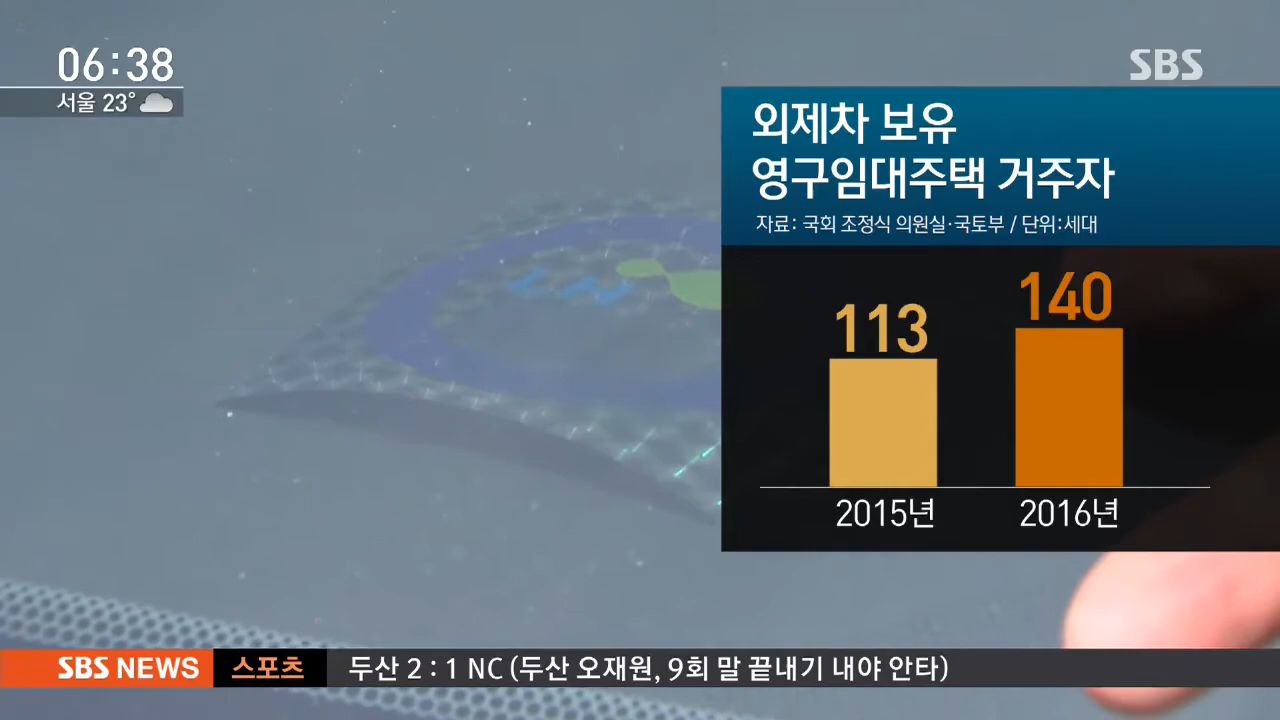 06:38
서울 23°
SBS
외제차 보유
영구임대주택 거주자
자료: 국회 조정식 의원실·국토부 / 단위:세대
113
140
2015년
2016년
LH
SBS NEWS
스포츠
두산 2 : 1 NC (두산 오재원, 9회 말 끝내기 내야 안타)